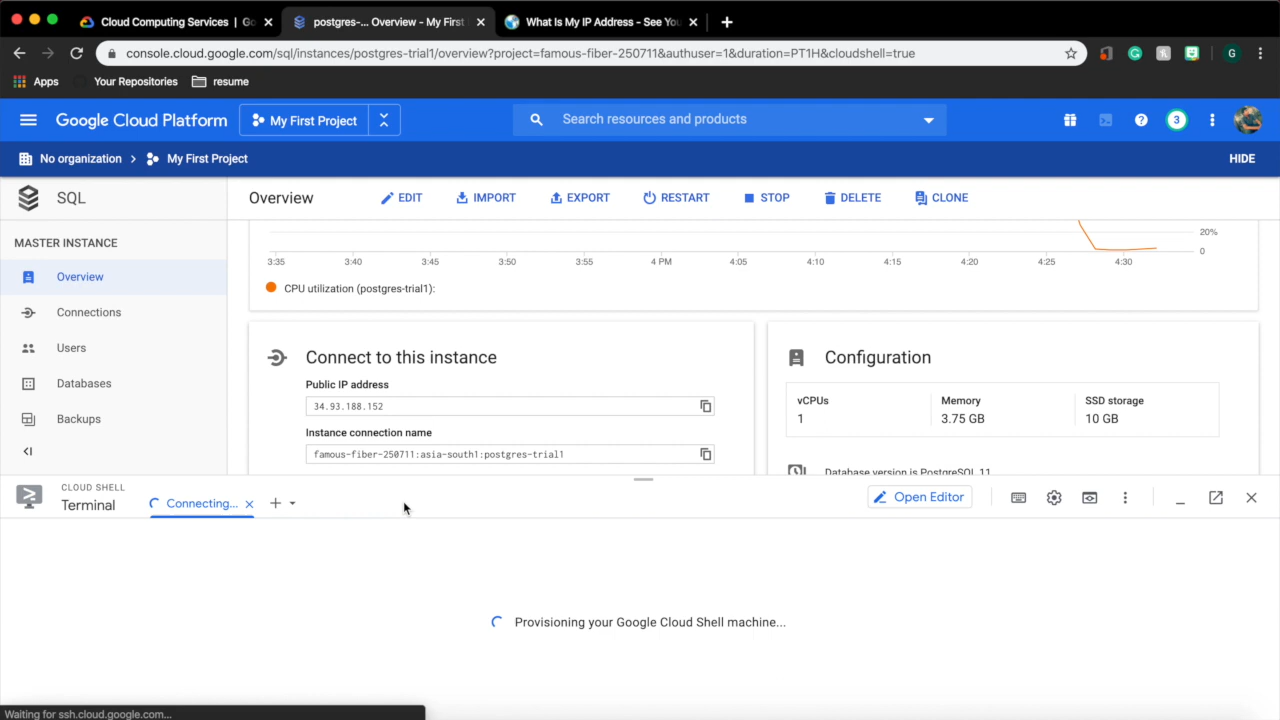 Cloud Computing Services | Go
postgres-... Overview - My First
What Is My IP Address - See You
console.cloud.google.com/sql/instances/postgres-trial1/overview?project=famous-fiber-250711&authuser=1&duration=PT1H&cloudshell=true
G
Apps
Your Repositories
resume
Google Cloud Platform
My First Project
Search resources and products
3
No organization
My First Project
HIDE
SQL
Overview
EDIT
IMPORT
EXPORT
RESTART
STOP
DELETE
CLONE
MASTER INSTANCE
Overview
Connections
Users
Databases
Backups
20%
0
3:35 3:40 3:45 3:50 3:55 4 PM 4:05 4:10 4:15 4:20 4:25 4:30
CPU utilization (postgres-trial1):
Connect to this instance
Public IP address
34.93.188.152
Instance connection name
famous-fiber-250711:asia-south1:postgres-trial1
Configuration
vCPUs
1
Memory
3.75 GB
SSD storage
10 GB
Database version is PostgreSQL 11
CLOUD SHELL
Terminal
Connecting...
Open Editor
Provisioning your Google Cloud Shell machine...
Waiting for ssh.cloud.google.com...